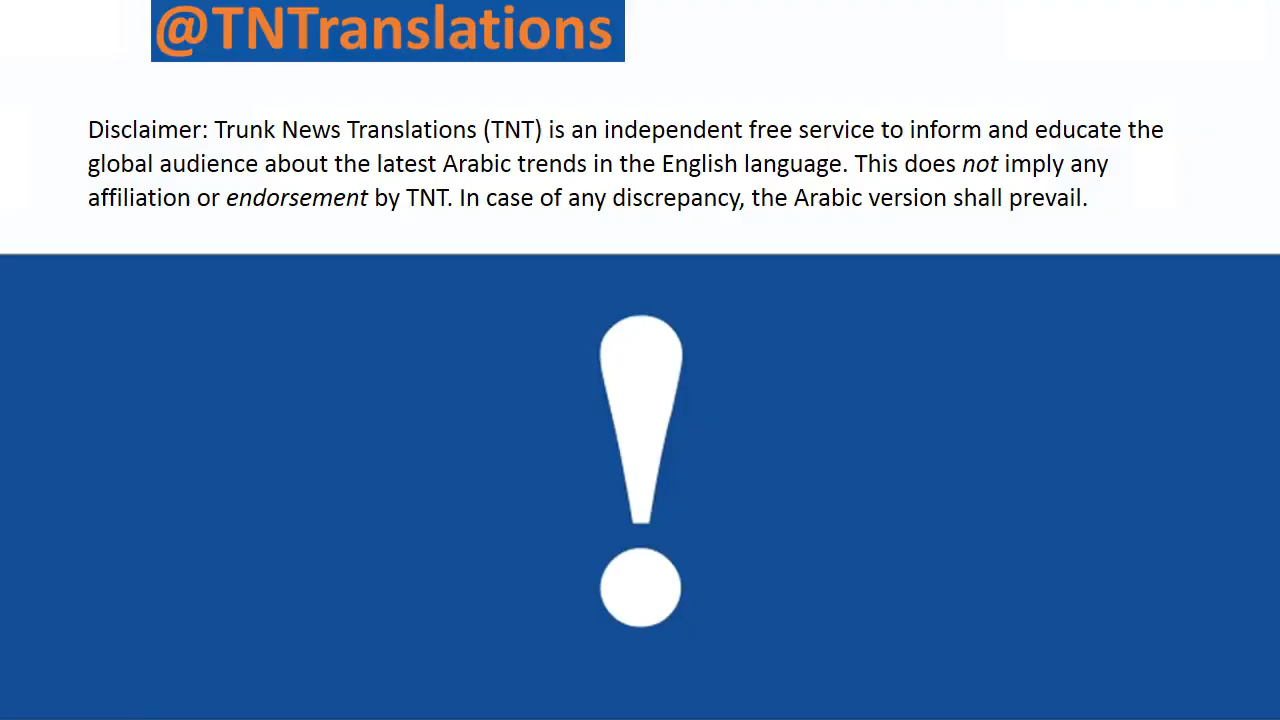 @TNTranslations
Disclaimer: Trunk News Translations (TNT) is an independent free service to inform and educate the
global audience about the latest Arabic trends in the English language. This does not imply any
affiliation or endorsement by TNT. In case of any discrepancy, the Arabic version shall prevail.
!